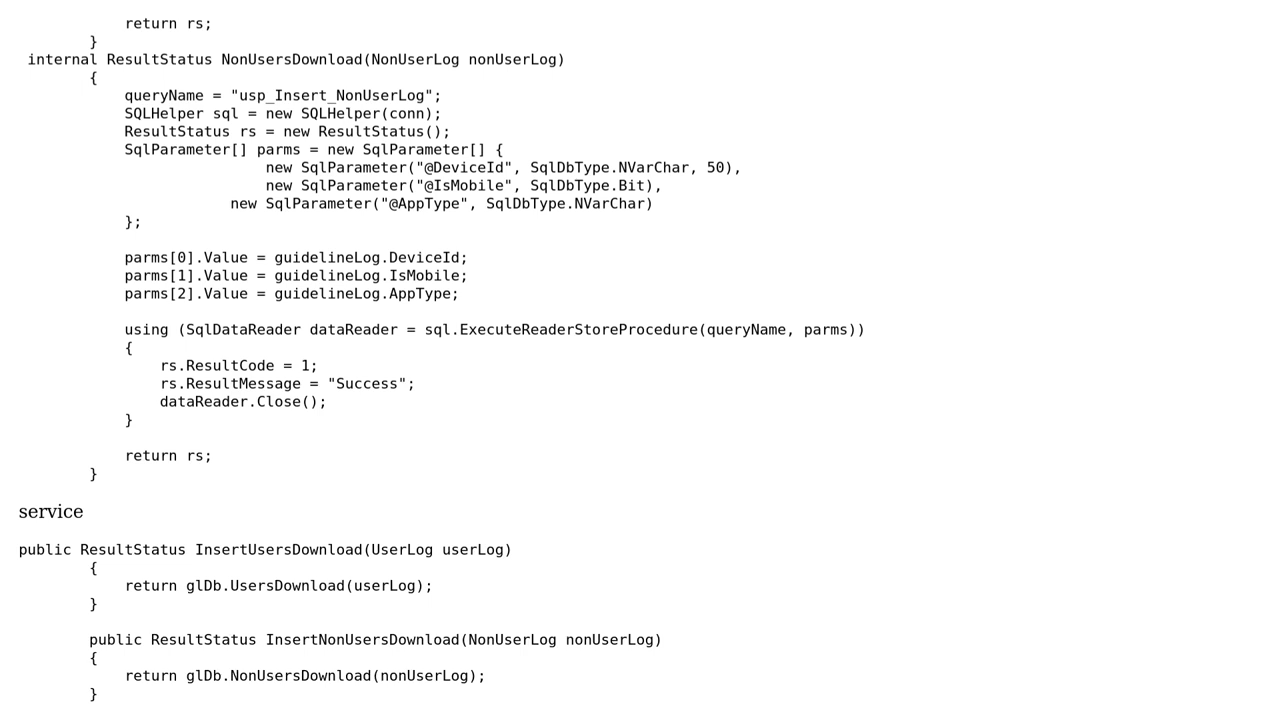 return rs;
        }
 internal ResultStatus NonUsersDownload(NonUserLog nonUserLog)
        {
            queryName = "usp_Insert_NonUserLog";
            SQLHelper sql = new SQLHelper(conn);
            ResultStatus rs = new ResultStatus();
            SqlParameter[] parms = new SqlParameter[] {
                            new SqlParameter("@DeviceId", SqlDbType.NVarChar, 50),
                            new SqlParameter("@IsMobile", SqlDbType.Bit),
                        new SqlParameter("@AppType", SqlDbType.NVarChar)
            };

            parms[0].Value = guidelineLog.DeviceId;
            parms[1].Value = guidelineLog.IsMobile;
            parms[2].Value = guidelineLog.AppType;

            using (SqlDataReader dataReader = sql.ExecuteReaderStoreProcedure(queryName, parms))
            {
                rs.ResultCode = 1;
                rs.ResultMessage = "Success";
                dataReader.Close();
            }

            return rs;
        }

service

public ResultStatus InsertUsersDownload(UserLog userLog)
        {
            return glDb.UsersDownload(userLog);
        }

        public ResultStatus InsertNonUsersDownload(NonUserLog nonUserLog)
        {
            return glDb.NonUsersDownload(nonUserLog);
        }